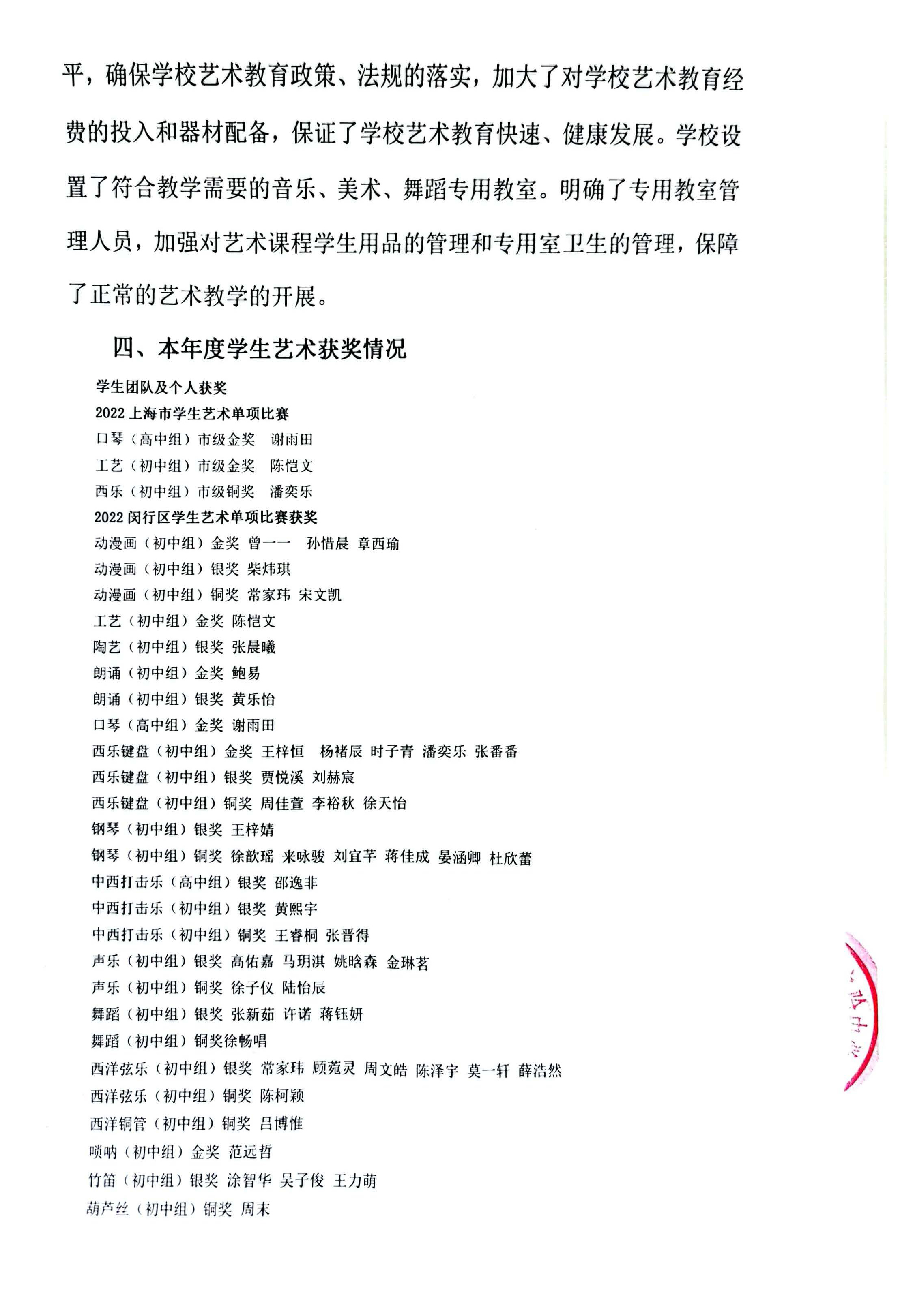 平，确保学校艺术教育政策、法规的落实，加大了对学校艺术教育经
费的投入和器材配备，保证了学校艺术教育快速、健康发展。学校设
置了符合教学需要的音乐、美术、舞蹈专用教室。明确了专用教室管
理人员，加强对艺术课程学生用品的管理和专用室卫生的管理，保障
了正常的艺术教学的开展。
四、本年度学生艺术获奖情况
学生团队及个人获奖
2022 上海市学生艺术单项比赛
口琴（高中组）市级金奖 谢雨田
工艺（初中组）市级金奖 陈恺文
西乐（初中组）市级铜奖 潘奕乐
2022 闵行区学生艺术单项比赛获奖
动漫画（初中组）金奖 曾一一 孙惜晨 章西瑜
动漫画（初中组）银奖 柴炜琪
动漫画（初中组）铜奖 常家玮 宋文凯
工艺（初中组）金奖 陈恺文
陶艺（初中组）银奖 张晨曦
朗诵（初中组）金奖 鲍易
朗诵（初中组）银奖 黄乐怡
口琴（高中组）金奖 谢雨田
西乐键盘（初中组）金奖 王梓恒 杨褚辰 时子青 潘奕乐 张番番
西乐键盘（初中组）银奖 贾悦溪 刘赫宸
西乐键盘（初中组）铜奖 周佳萱 李裕秋 徐天怡
钢琴（初中组）银奖 王梓婧
钢琴（初中组）铜奖 徐歆瑶 来咏骏 刘宜芊 蒋佳成 晏涵卿 杜欣蕾
中西打击乐（高中组）银奖 邵逸非
中西打击乐（初中组）银奖 黄熙宇
中西打击乐（初中组）铜奖 王睿桐 张晋得
声乐（初中组）银奖 高佑嘉 马玥淇 姚晗森 金琳茗
声乐（初中组）铜奖 徐子仪 陆怡辰
舞蹈（初中组）银奖 张新茹 许诺 蒋钰妍
舞蹈（初中组）铜奖徐畅唱
西洋弦乐（初中组）银奖 常家玮 顾菀灵 周文皓 陈泽宇 莫一轩 薛浩然
西洋弦乐（初中组）铜奖 陈柯颖
西洋铜管（初中组）铜奖 吕博惟
唢呐（初中组）金奖 范远哲
竹笛（初中组）银奖 涂智华 吴子俊 王力萌
葫芦丝（初中组）铜奖 周末